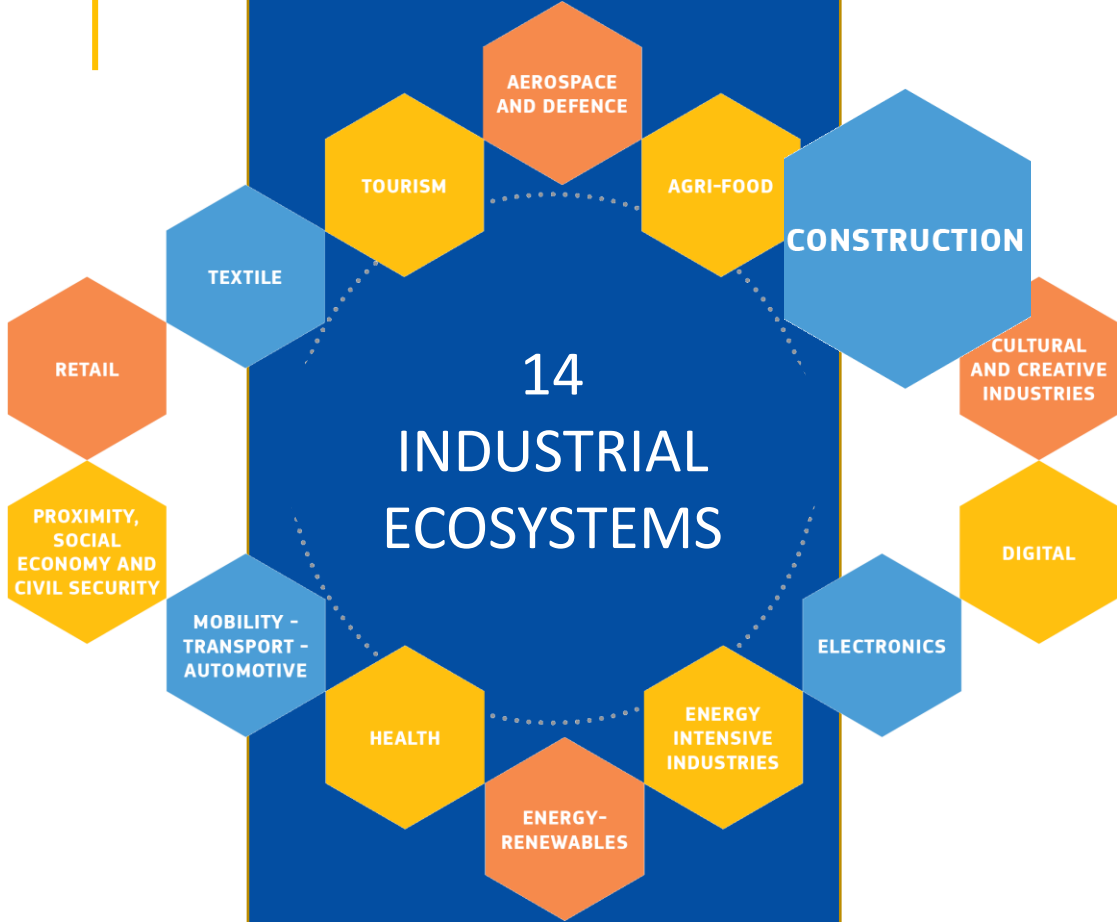 AEROSPACE
AND DEFENCE
TOURISM
AGRI-FOOD
CONSTRUCTION
TEXTILE
RETAIL
CULTURAL
AND CREATIVE
INDUSTRIES
14
INDUSTRIAL
ECOSYSTEMS
PROXIMITY,
SOCIAL
ECONOMY AND
CIVIL SECURITY
DIGITAL
MOBILITY -
TRANSPORT -
AUTOMOTIVE
ELECTRONICS
HEALTH
ENERGY
INTENSIVE
INDUSTRIES
ENERGY-
RENEWABLES